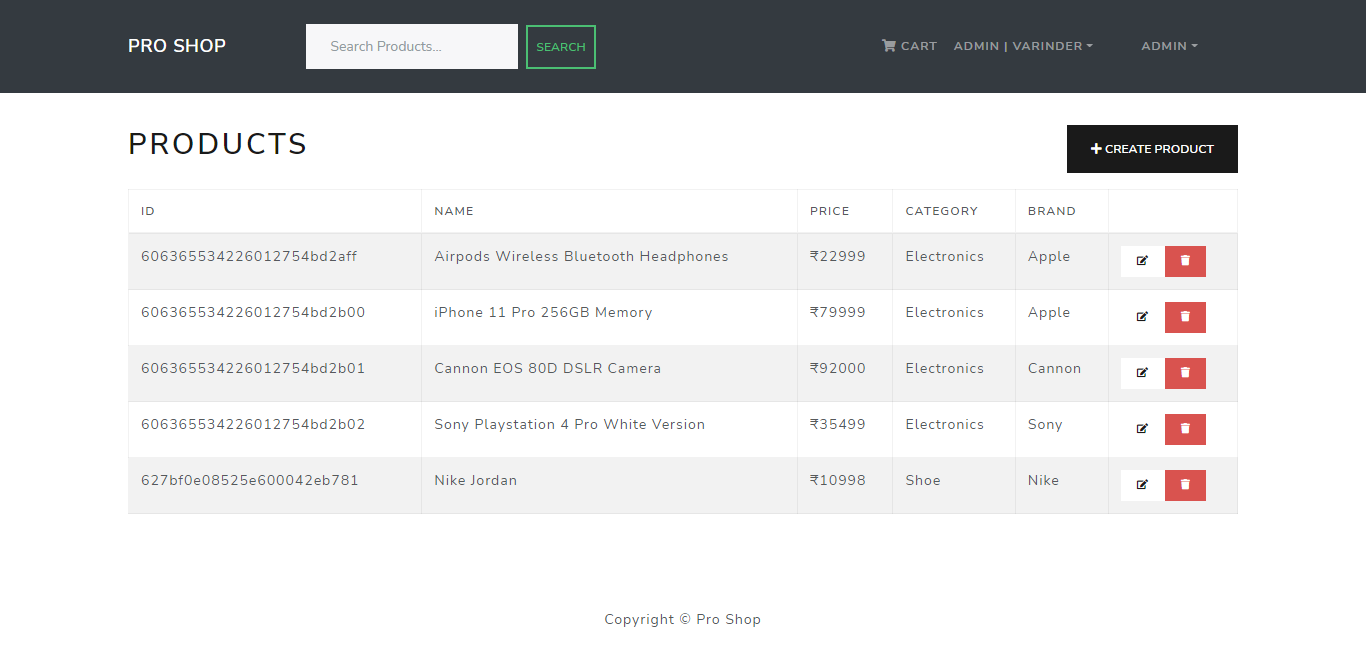 PRO SHOP Search Products... SEARCH CART ADMIN | VARINDER ADMIN
PRODUCTS CREATE PRODUCT
ID NAME PRICE CATEGORY BRAND
606365534226012754bd2aff Airpods Wireless Bluetooth Headphones ₹22999 Electronics Apple
606365534226012754bd2b00 iPhone 11 Pro 256GB Memory ₹79999 Electronics Apple
606365534226012754bd2b01 Cannon EOS 80D DSLR Camera ₹92000 Electronics Cannon
606365534226012754bd2b02 Sony Playstation 4 Pro White Version ₹35499 Electronics Sony
627bf0e08525e600042eb781 Nike Jordan ₹10998 Shoe Nike
Copyright © Pro Shop